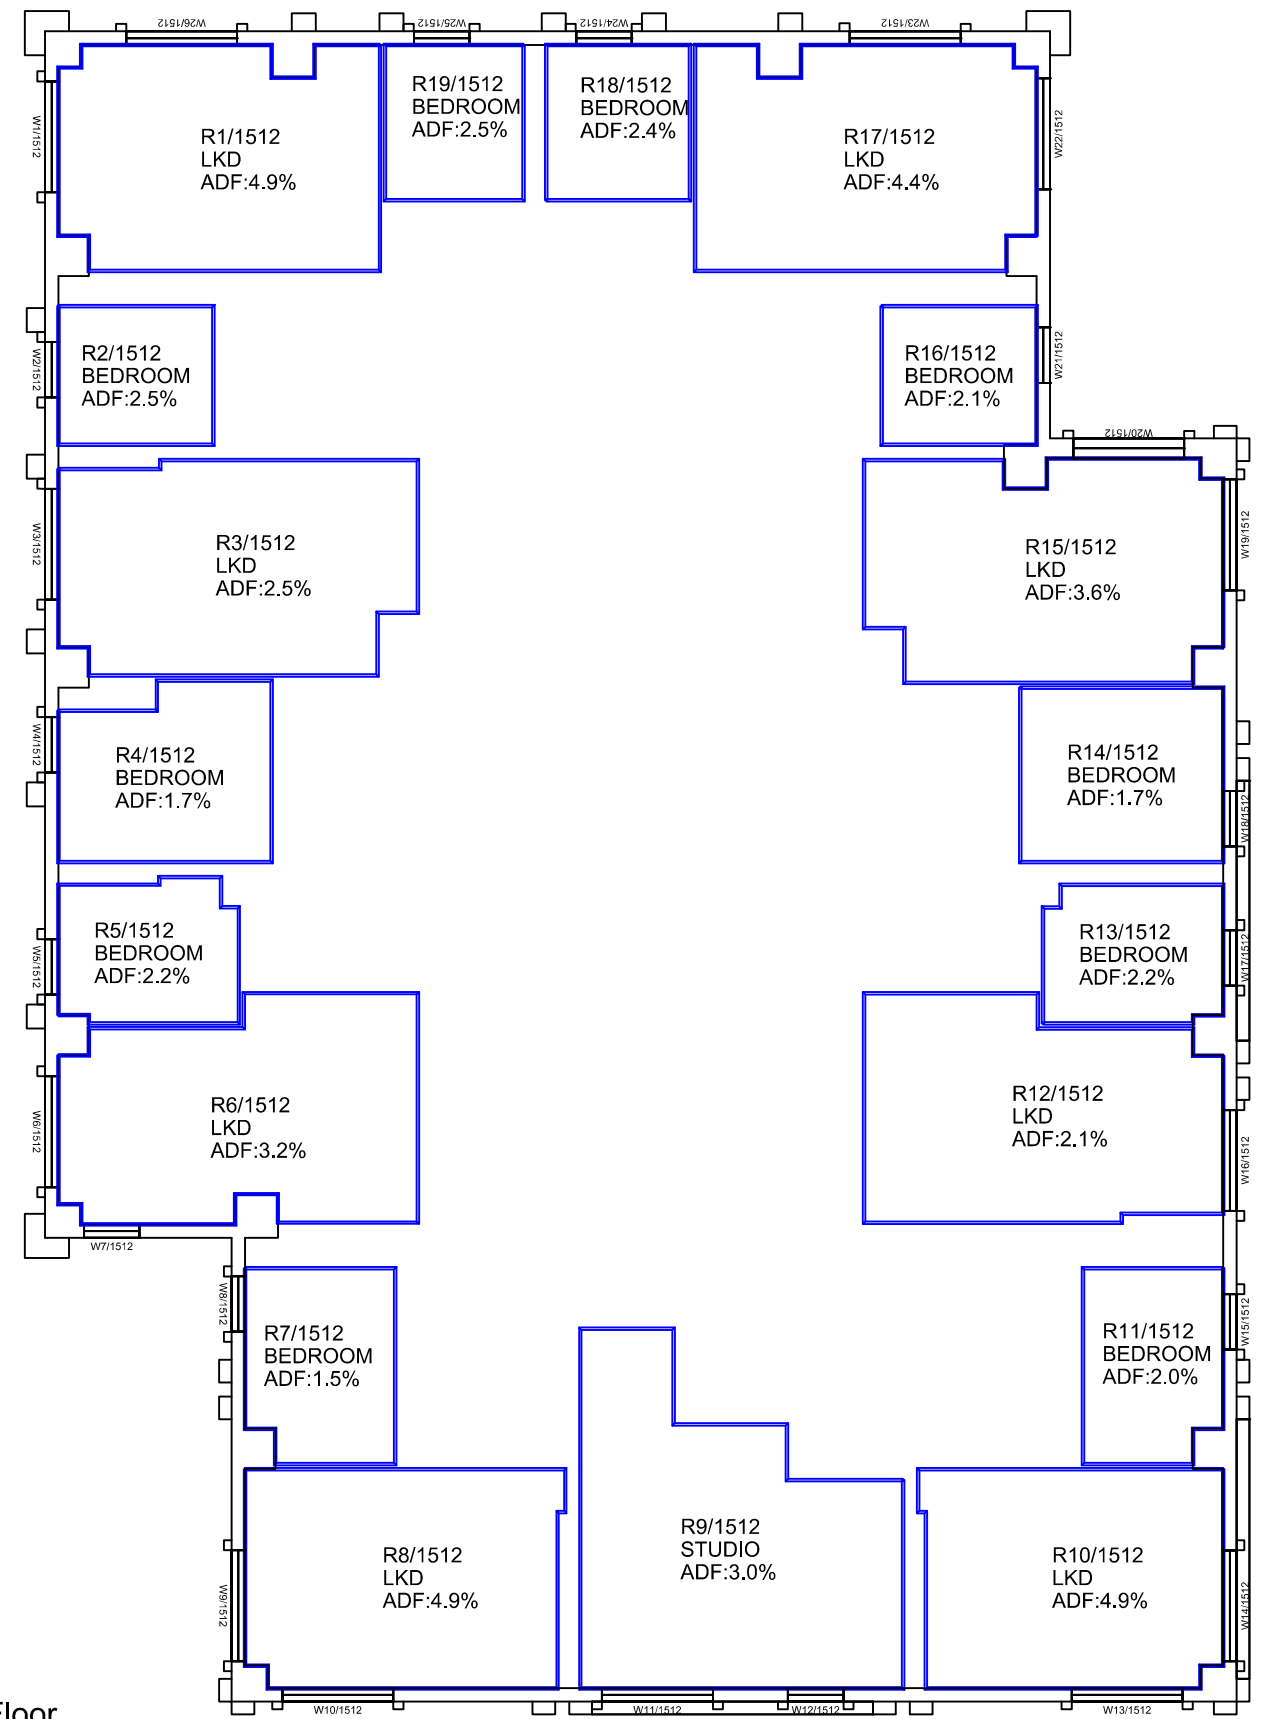 W26/1512
W25/1512
W24/1512
W23/1512
R19/1512
BEDROOM
ADF:2.5%
R18/1512
BEDROOM
ADF:2.4%
W1/1512
R1/1512
LKD
ADF:4.9%
R17/1512
LKD
ADF:4.4%
W22/1512
W2/1512
R2/1512
BEDROOM
ADF:2.5%
R16/1512
BEDROOM
ADF:2.1%
W21/1512
W20/1512
W3/1512
R3/1512
LKD
ADF:2.5%
R15/1512
LKD
ADF:3.6%
W19/1512
W4/1512
R4/1512
BEDROOM
ADF:1.7%
R14/1512
BEDROOM
ADF:1.7%
W18/1512
W5/1512
R5/1512
BEDROOM
ADF:2.2%
R13/1512
BEDROOM
ADF:2.2%
W17/1512
W6/1512
R6/1512
LKD
ADF:3.2%
R12/1512
LKD
ADF:2.1%
W16/1512
W7/1512
W8/1512
R7/1512
BEDROOM
ADF:1.5%
R11/1512
BEDROOM
ADF:2.0%
W15/1512
W9/1512
R8/1512
LKD
ADF:4.9%
R9/1512
STUDIO
ADF:3.0%
R10/1512
LKD
ADF:4.9%
W14/1512
W10/1512
W11/1512
W12/1512
W13/1512
Floor